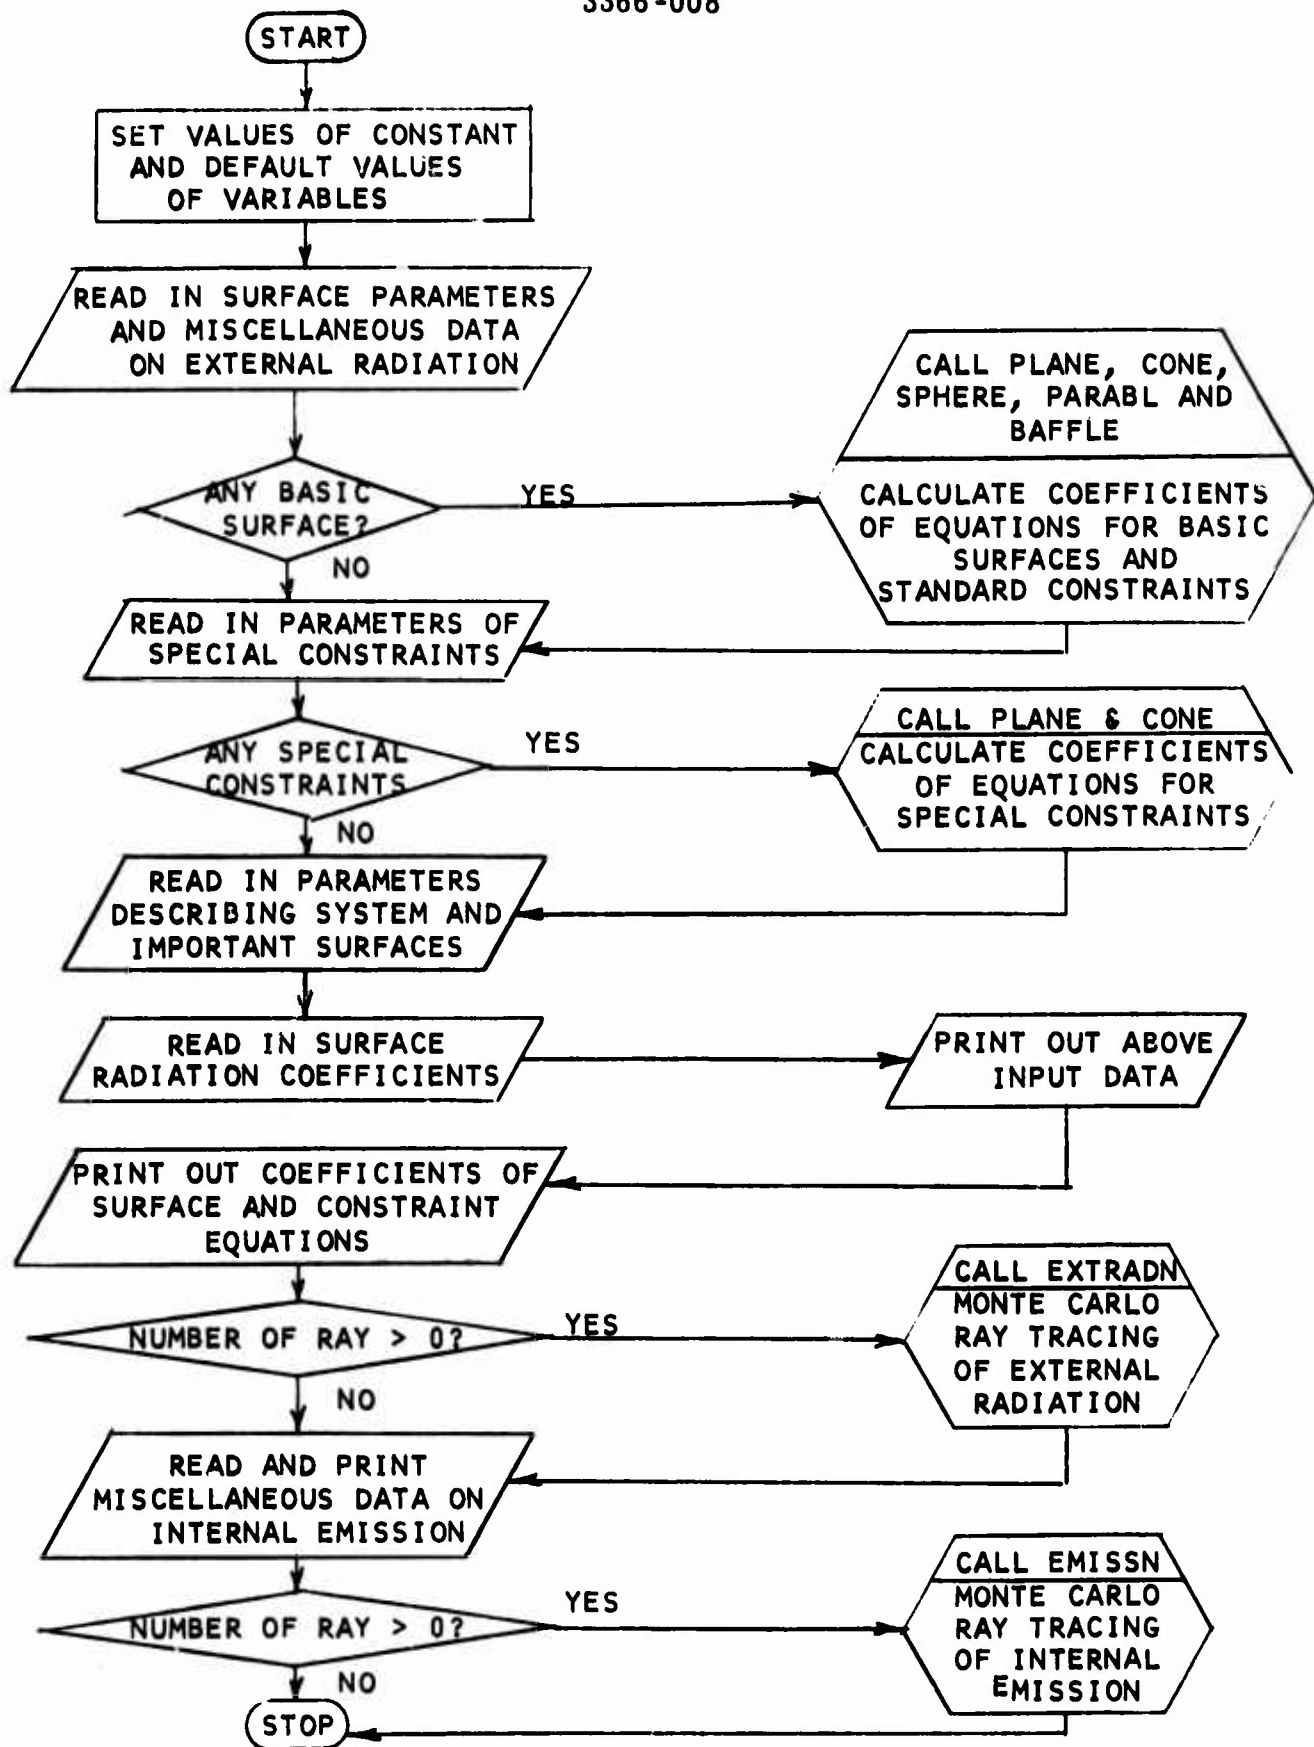 3366-008
START
SET VALUES OF CONSTANT
AND DEFAULT VALUES
OF VARIABLES
READ IN SURFACE PARAMETERS
AND MISCELLANEOUS DATA
ON EXTERNAL RADIATION
CALL PLANE, CONE,
SPHERE, PARABL AND
BAFFLE
ANY BASIC
SURFACE?
YES
NO
CALCULATE COEFFICIENTS
OF EQUATIONS FOR BASIC
SURFACES AND
STANDARD CONSTRAINTS
READ IN PARAMETERS OF
SPECIAL CONSTRAINTS
ANY SPECIAL
CONSTRAINTS
YES
NO
CALL PLANE & CONE
CALCULATE COEFFICIENTS
OF EQUATIONS FOR
SPECIAL CONSTRAINTS
READ IN PARAMETERS
DESCRIBING SYSTEM AND
IMPORTANT SURFACES
READ IN SURFACE
RADIATION COEFFICIENTS
PRINT OUT ABOVE
INPUT DATA
PRINT OUT COEFFICIENTS OF
SURFACE AND CONSTRAINT
EQUATIONS
NUMBER OF RAY > 0?
YES
NO
CALL EXTRADN
MONTE CARLO
RAY TRACING
OF EXTERNAL
RADIATION
READ AND PRINT
MISCELLANEOUS DATA ON
INTERNAL EMISSION
NUMBER OF RAY > 0?
YES
NO
CALL EMISSN
MONTE CARLO
RAY TRACING
OF INTERNAL
EMISSION
STOP